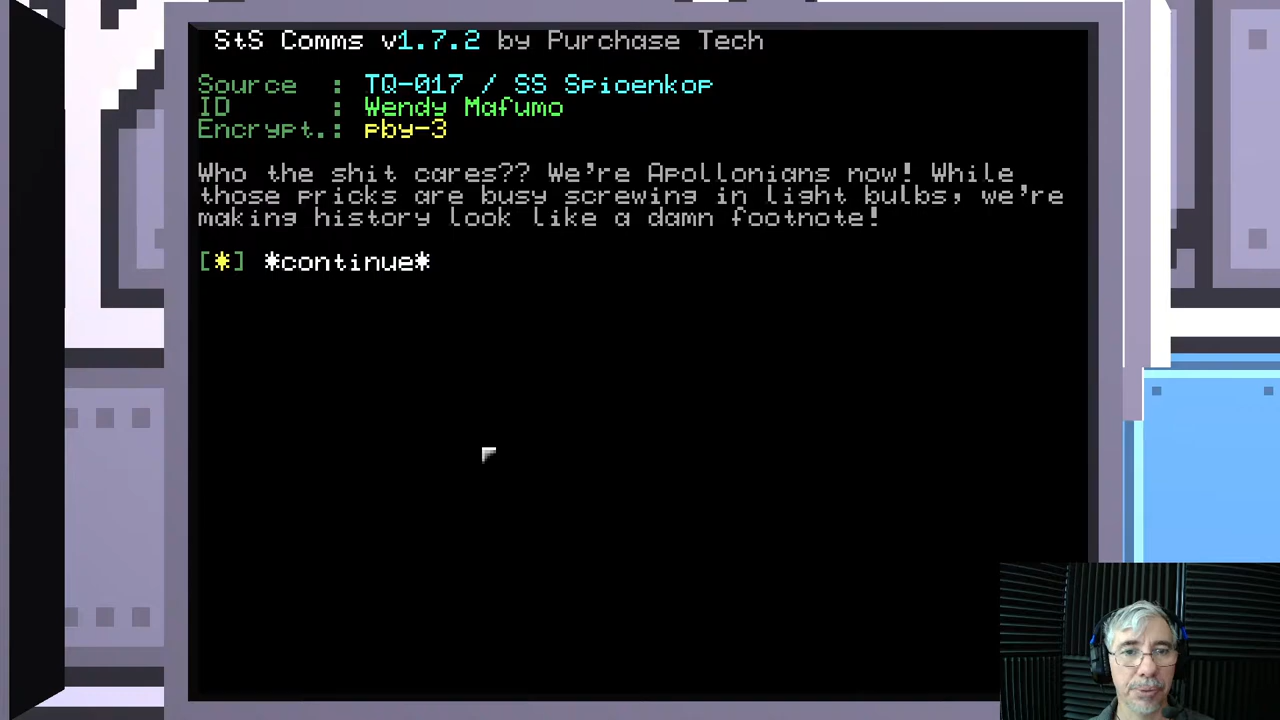 StS Comms v1.7.2 by Purchase Tech
Source : TQ-017 / SS Spioenkop
ID : Wendy Mafumo
Encrypt.: pby-3
Who the shit cares?? We're Apollonians now! While
those pricks are busy screwing in light bulbs, we're
making history look like a damn footnote!
[*] *continue*